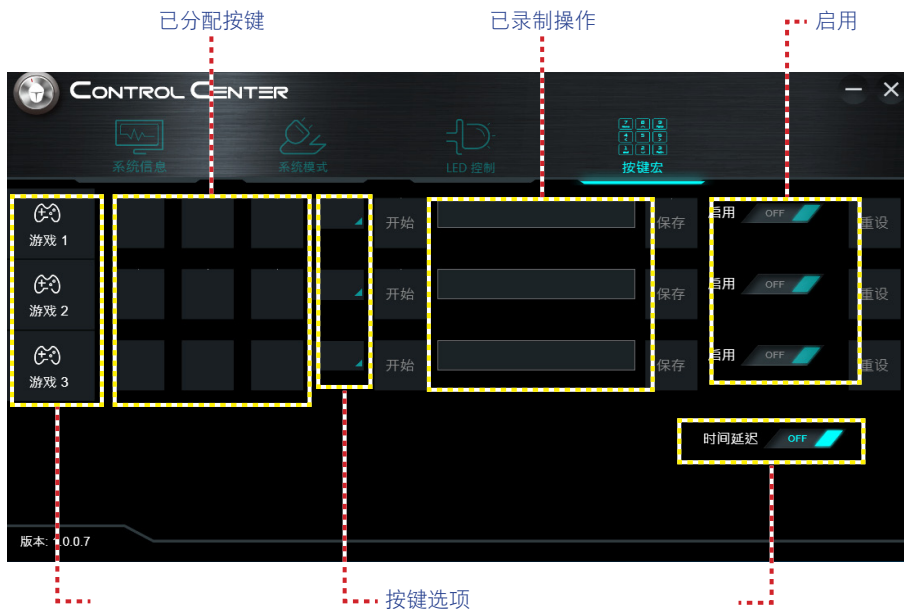 已分配按键
已录制操作
启用
CONTROL CENTER
系统信息
系统模式
LED 控制
按键宏
游戏 1
开始
保存
启用
OFF
重设
游戏 2
开始
保存
启用
OFF
重设
游戏 3
开始
保存
启用
OFF
重设
时间延迟
OFF
版本: 1.0.0.7
按键选项